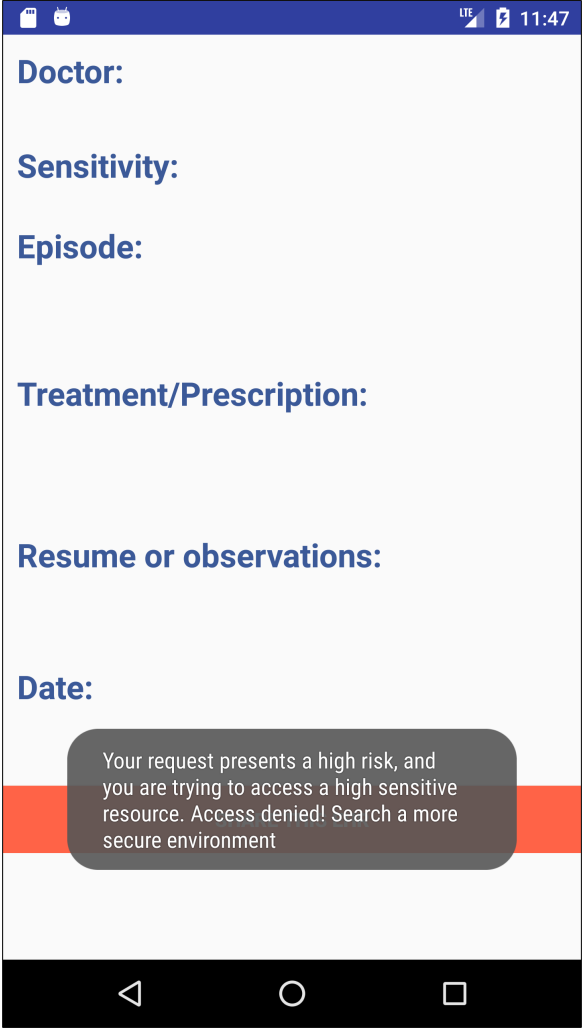 LTE 11:47
Doctor:
Sensitivity:
Episode:
Treatment/Prescription:
Resume or observations:
Date:
Your request presents a high risk, and
you are trying to access a high sensitive
resource. Access denied! Search a more
secure environment